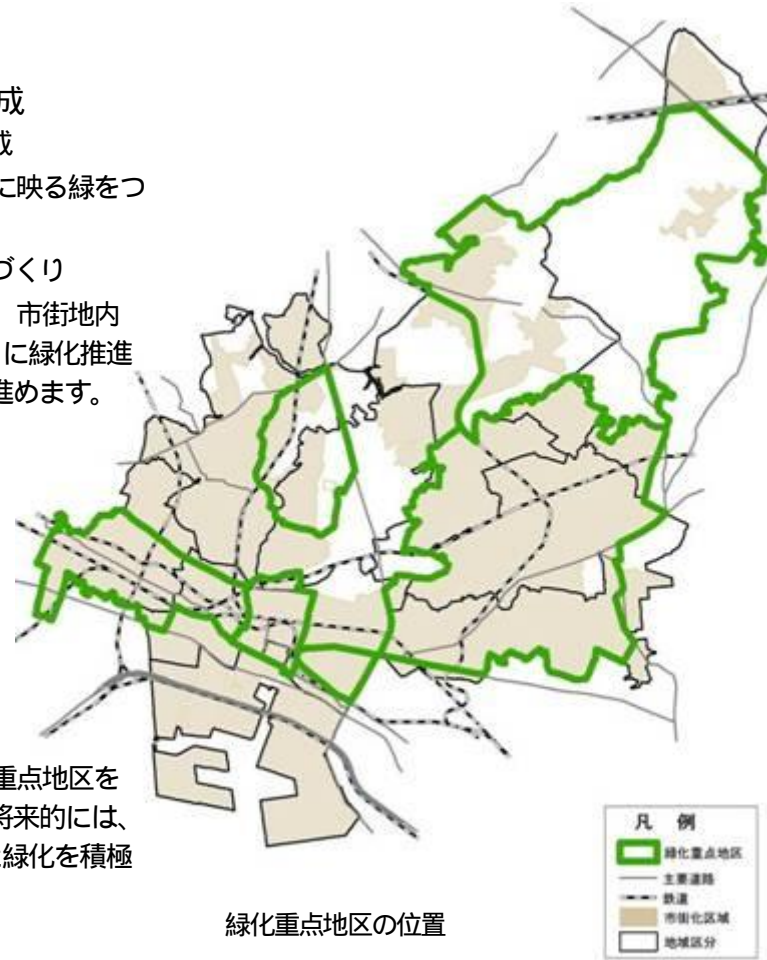 成
成
に映る緑をつ
づくり
市街地内
に緑化推進
進めます。
重点地区を
将来的には、
緑化を積極
緑化重点地区の位置
凡 例
緑化重点地区
主要道路
鉄道
市街化区域
地域区分